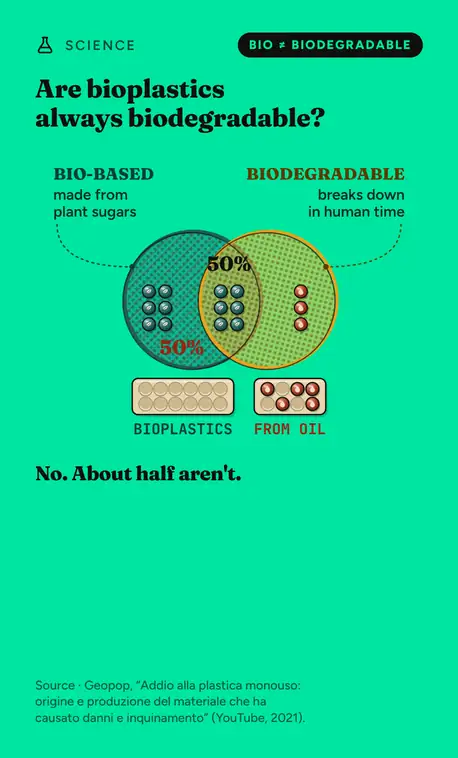 SCIENCE
BIO ≠ BIODEGRADABLE
Are bioplastics
always biodegradable?
BIO-BASED
made from
plant sugars
BIODEGRADABLE
breaks down
in human time
50%
50%
BIOPLASTICS
FROM OIL
No. About half aren't.
Source · Geopop, “Addio alla plastica monouso:
origine e produzione del materiale che ha
causato danni e inquinamento” (YouTube, 2021).